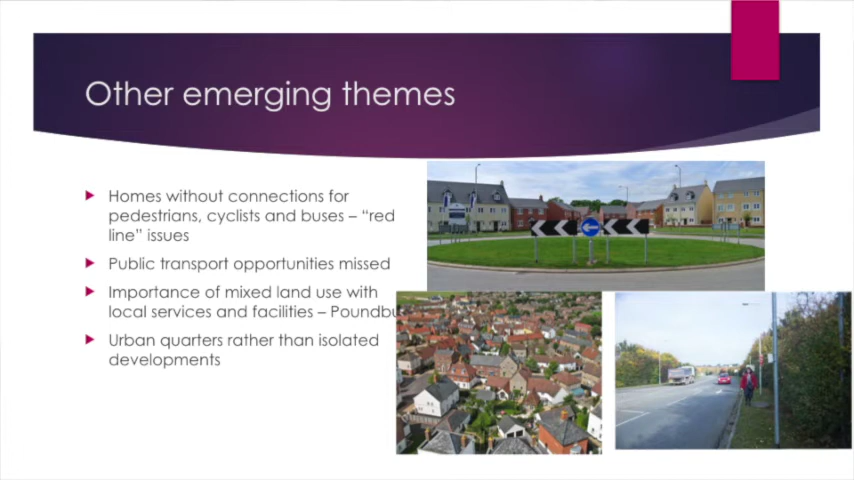 Other emerging themes
Homes without connections for
pedestrians, cyclists and buses – “red
line” issues
Public transport opportunities missed
Importance of mixed land use with
local services and facilities – Poundbu
Urban quarters rather than isolated
developments